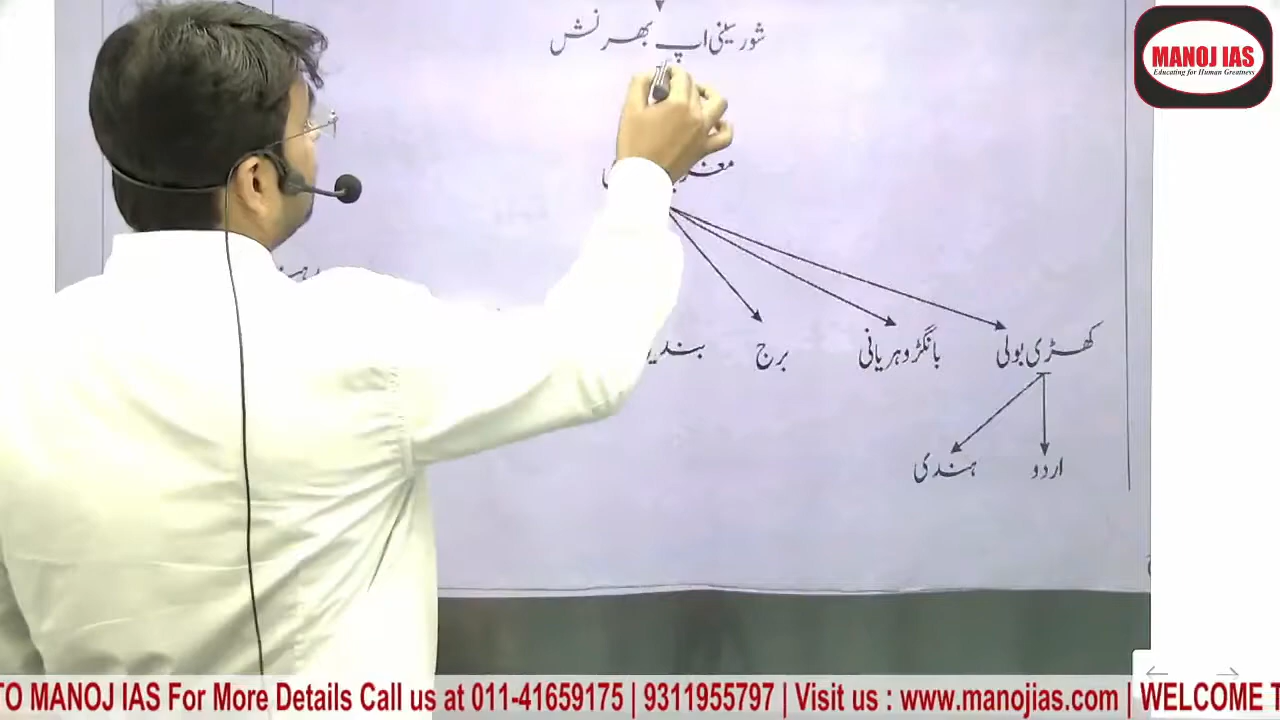 شورسینی اپ بھرنش
MANOJ IAS
Educating for Human Greatness
کھڑی بولی
بانگڑو ہریانی
برج
اردو
ہندی
TO MANOJ IAS For More Details Call us at 011-41659175 | 9311955797 | Visit us : www.manojias.com | WELCOME T